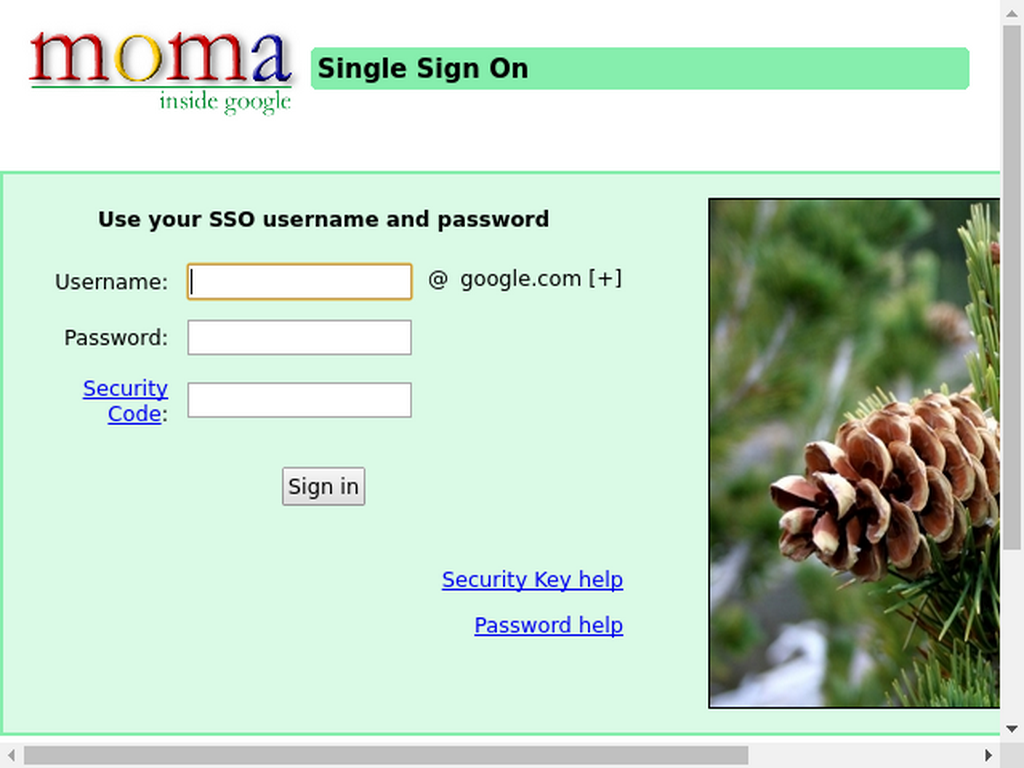 moma
inside google
Single Sign On
Use your SSO username and password
Username:
@ google.com [+]
Password:
Security
Code:
Sign in
Security Key help
Password help